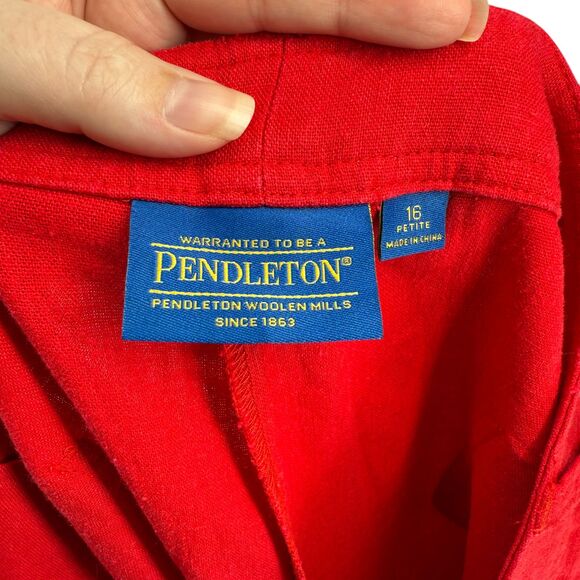 WARRANTED TO BE A
PENDLETON®
PENDLETON WOOLEN MILLS
SINCE 1863
16
PETITE
MADE IN CHINA